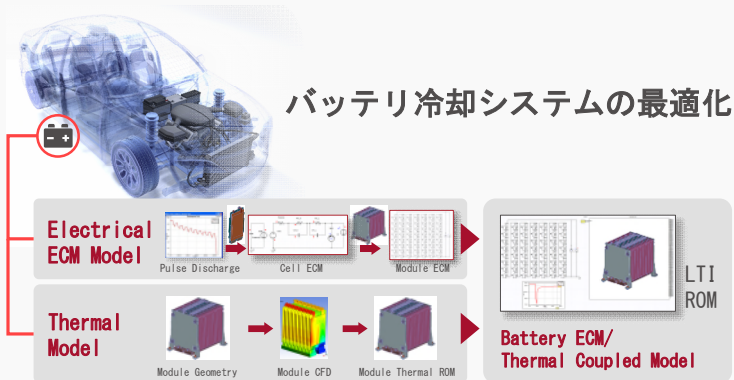 バッテリ冷却システムの最適化
Electrical
ECM Model
Pulse Discharge
Cell ECM
Module ECM
Thermal
Model
Module Geometry
Module CFD
Module Thermal ROM
LTI
ROM
Battery ECM/
Thermal Coupled Model